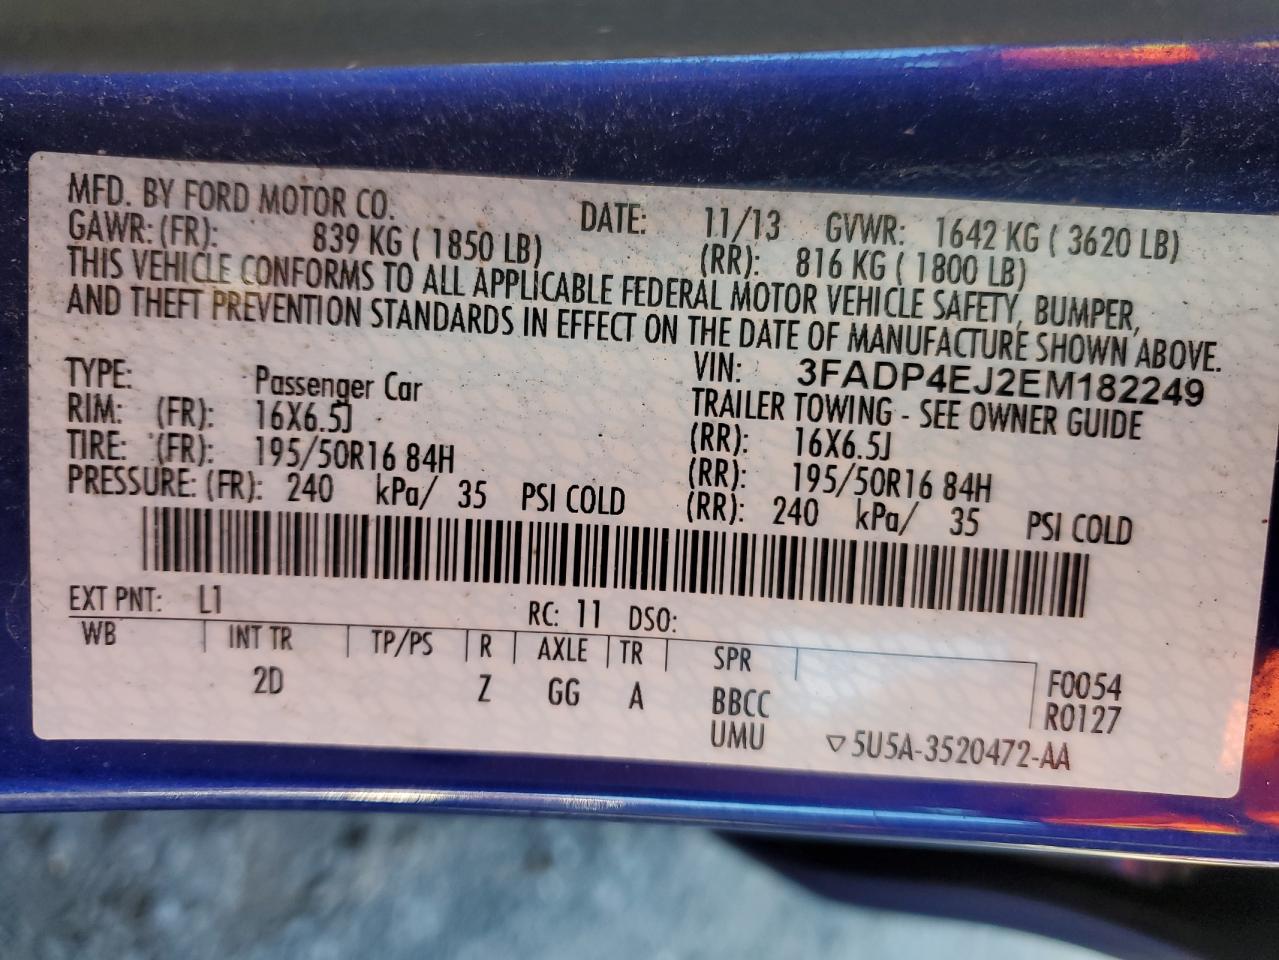 MFD. BY FORD MOTOR CO.
DATE: 11/13 GVWR: 1642 KG ( 3620 LB)
GAWR: (FR): 839 KG ( 1850 LB) (RR): 816 KG ( 1800 LB)
THIS VEHICLE CONFORMS TO ALL APPLICABLE FEDERAL MOTOR VEHICLE SAFETY, BUMPER,
AND THEFT PREVENTION STANDARDS IN EFFECT ON THE DATE OF MANUFACTURE SHOWN ABOVE.
VIN: 3FADP4EJ2EM182249
TYPE: Passenger Car TRAILER TOWING - SEE OWNER GUIDE
RIM: (FR): 16X6.5J (RR): 16X6.5J
TIRE: (FR): 195/50R16 84H (RR): 195/50R16 84H
PRESSURE: (FR): 240 kPa/ 35 PSI COLD (RR): 240 kPa/ 35 PSI COLD
EXT PNT: L1 RC: 11 DSO:
WB INT TR TP/PS R AXLE TR SPR
2D Z GG A BBCC F0054
UMU R0127
▽5U5A-3520472-AA